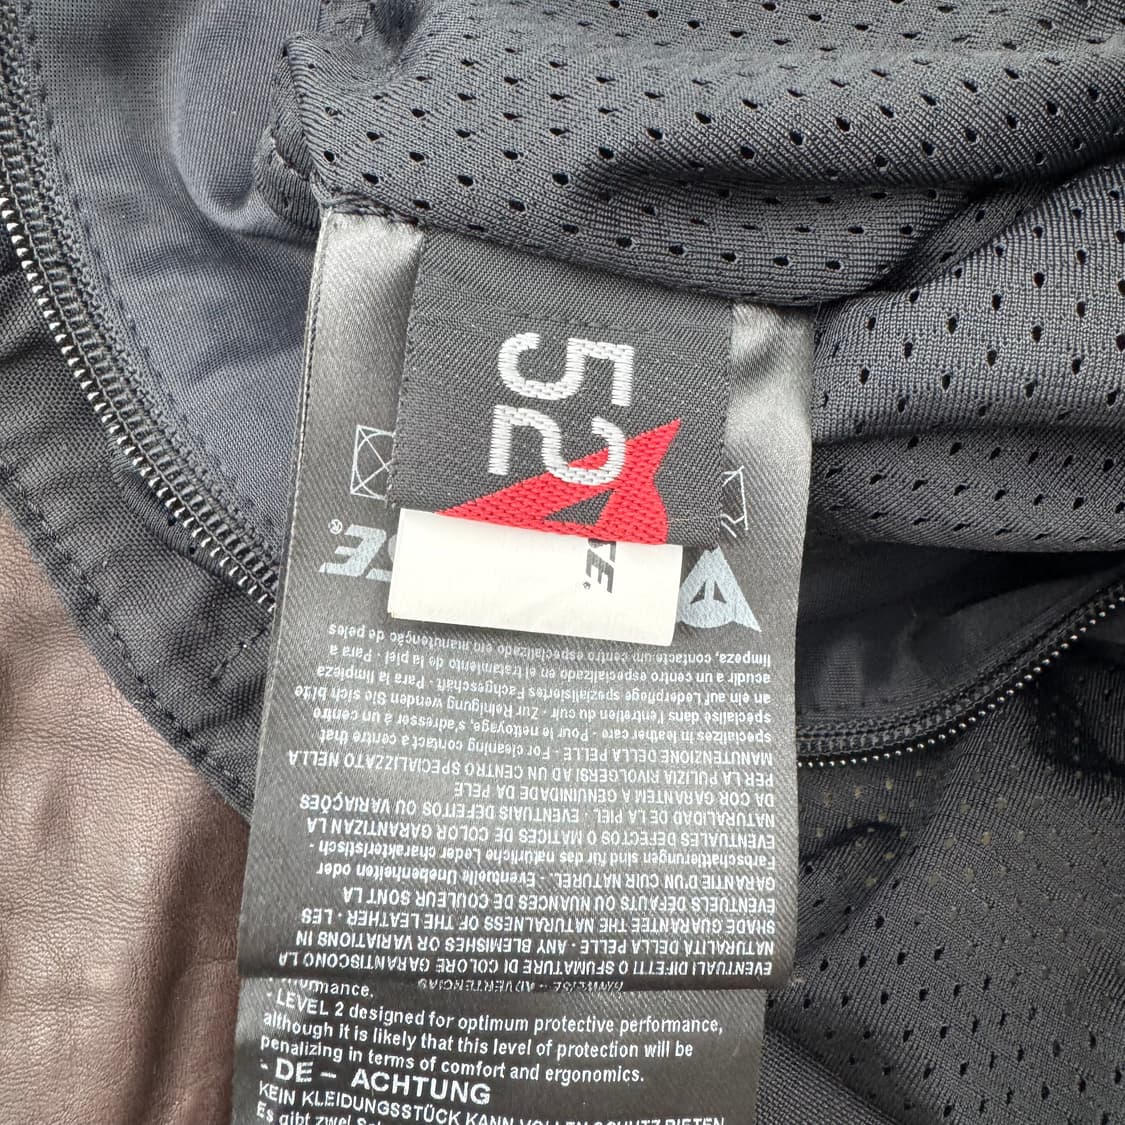 52
ADVERTENCIAS
EVENTUALI DIFETTI O SFUMATURE DI COLORE GARANTISCONO LA
NATURALITÀ DELLA PELLE - ANY BLEMISHES OR VARIATIONS IN
SHADE GUARANTEE THE NATURALNESS OF THE LEATHER - LES
EVENTUELS DEFAUTS OU NUANCES DE COULEUR SONT LA
GARANTIE D'UN CUIR NATUREL. - Eventuelle Unebenheiten oder
Farbschattierungen sind für das natürliche Leder charakteristisch -
EVENTUALES DEFECTOS O MATICES DE COLOR GARANTIZAN LA
NATURALIDAD DE LA PIEL. - EVENTUAIS DEFEITOS OU VARIAÇÕES
DA COR GARANTEM A GENUINIDADE DA PELE
PER LA PULIZIA RIVOLGERSI AD UN CENTRO SPECIALIZZATO NELLA
MANUTENZIONE DELLA PELLE - For cleaning contact a centre that
specializes in leather care - Pour le nettoyage, s'adresser à un centre
spécialisé dans l'entretien du cuir - Zur Reinigung wenden Sie sich bitte
an ein auf Lederpflege spezialisiertes Fachgeschäft - Para la limpieza
acudir a un centro especializado en el tratamiento de la piel - Para a
limpeza, contacte um centro especializado em manutenção de peles
SE®
rmance.
- LEVEL 2 designed for optimum protective performance,
although it is likely that this level of protection will be
penalizing in terms of comfort and ergonomics.
- DE – ACHTUNG
KEIN KLEIDUNGSSTÜCK KANN VOLLEN SCHUTZ BIETEN
Es gibt zwei